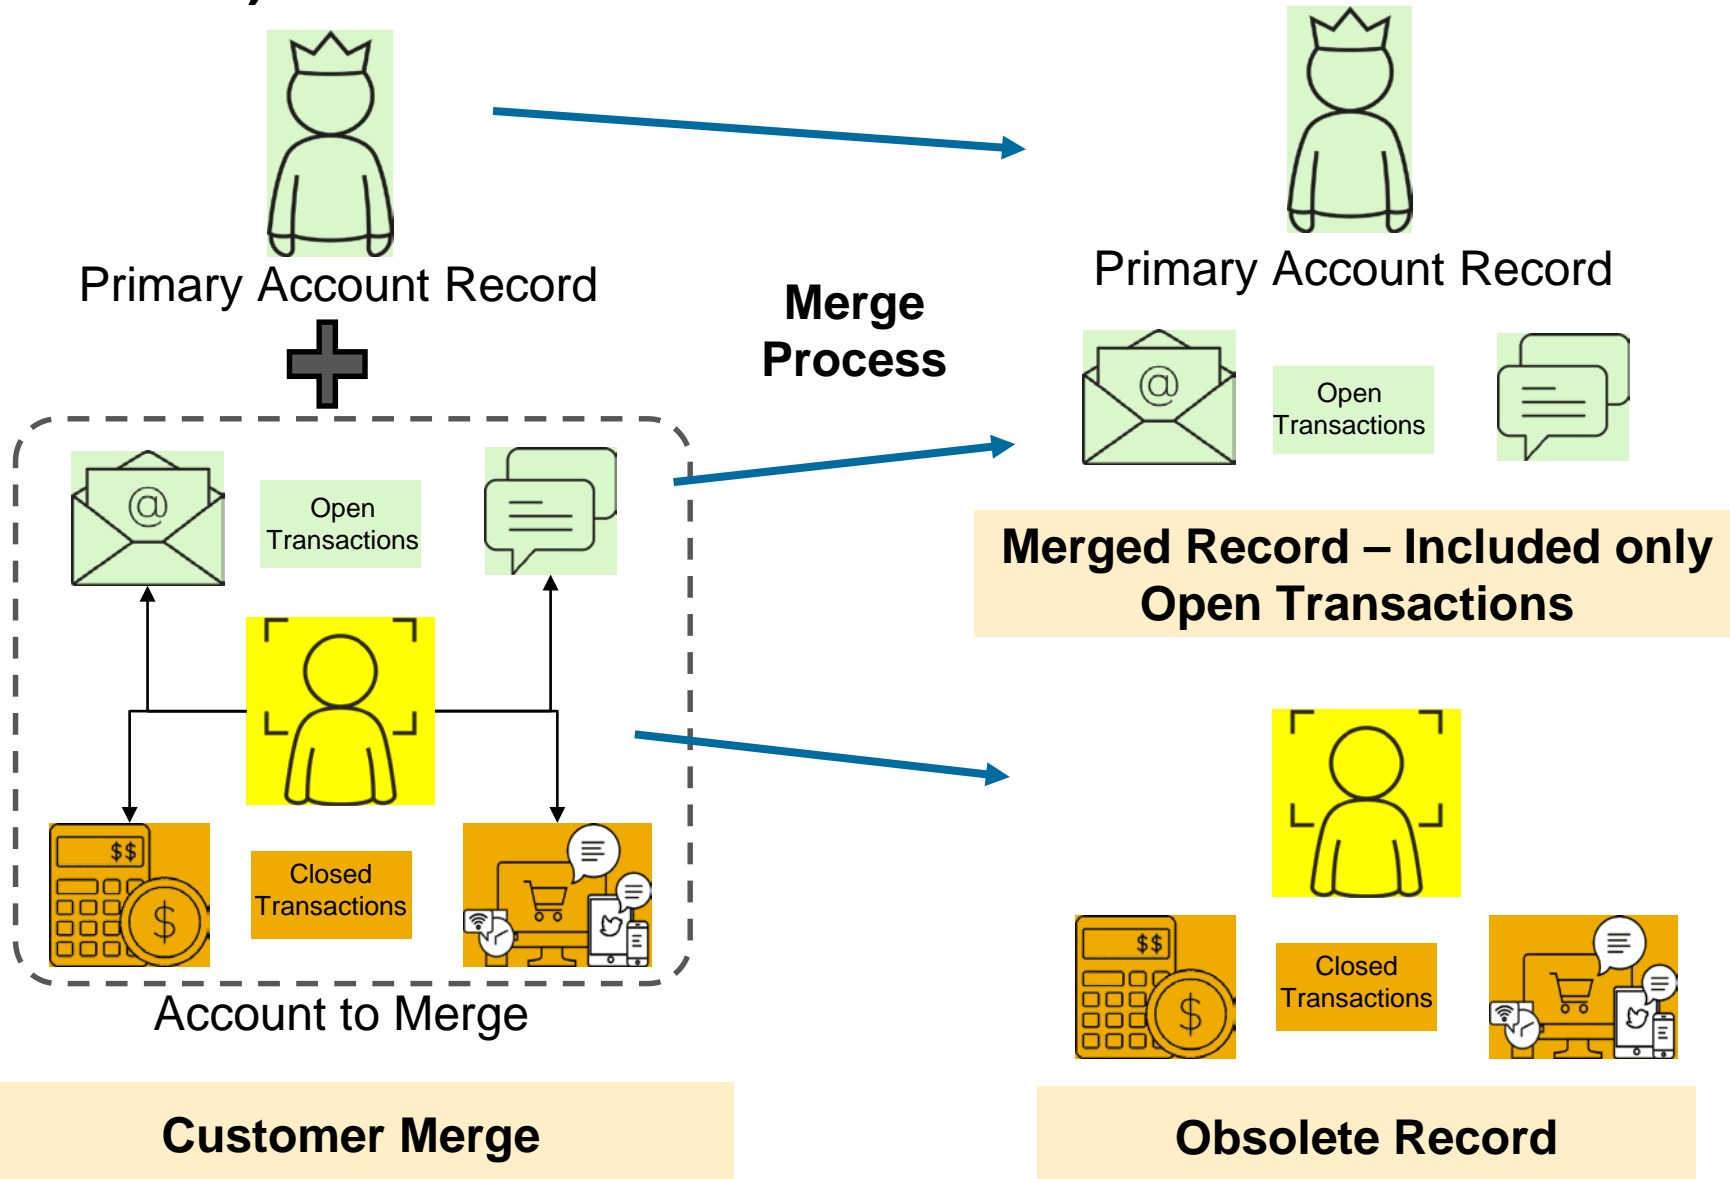 )
Primary Account Record
Primary Account Record
Merge
Process
@
Open
Transactions
@
Open
Transactions
Merged Record – Included only
Open Transactions
$$
$
Closed
Transactions
$$
$
Closed
Transactions
Account to Merge
Customer Merge
Obsolete Record